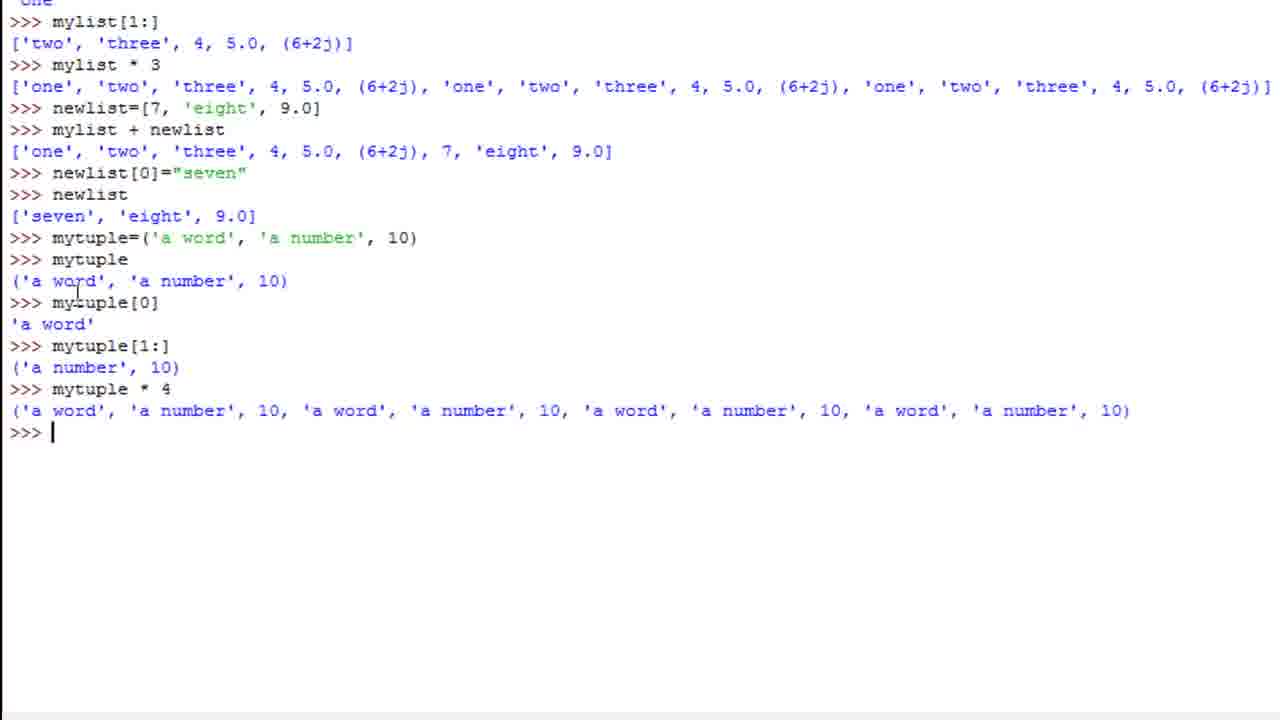 'one'
>>> mylist[1:]
['two', 'three', 4, 5.0, (6+2j)]
>>> mylist * 3
['one', 'two', 'three', 4, 5.0, (6+2j), 'one', 'two', 'three', 4, 5.0, (6+2j), 'one', 'two', 'three', 4, 5.0, (6+2j)]
>>> newlist=[7, 'eight', 9.0]
>>> mylist + newlist
['one', 'two', 'three', 4, 5.0, (6+2j), 7, 'eight', 9.0]
>>> newlist[0]="seven"
>>> newlist
['seven', 'eight', 9.0]
>>> mytuple=('a word', 'a number', 10)
>>> mytuple
('a word', 'a number', 10)
>>> mytuple[0]
'a word'
>>> mytuple[1:]
('a number', 10)
>>> mytuple * 4
('a word', 'a number', 10, 'a word', 'a number', 10, 'a word', 'a number', 10, 'a word', 'a number', 10)
>>>